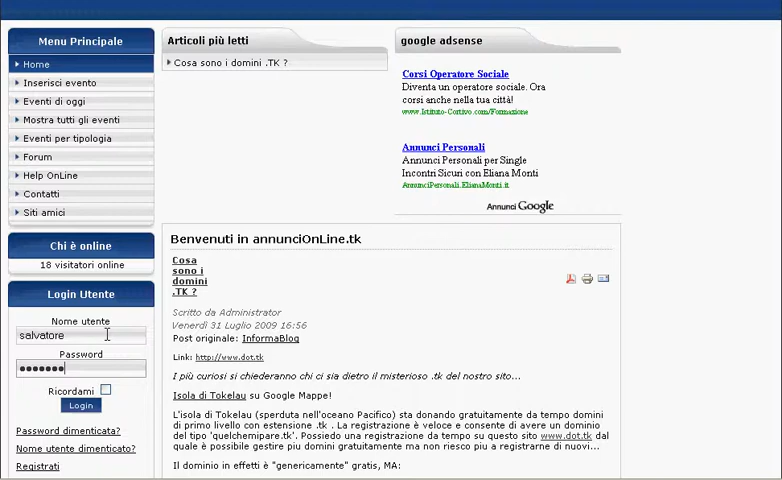 Menu Principale
Home
Inserisci evento
Eventi di oggi
Mostra tutti gli eventi
Eventi per tipologia
Forum
Help OnLine
Contatti
Siti amici
Chi è online
18 visitatori online
Login Utente
Nome utente
salvatore
Password
●●●●●●●
Ricordami
Login
Password dimenticata?
Nome utente dimenticato?
Registrati
Articoli più letti
Cosa sono i domini .TK ?
google adsense
Corsi Operatore Sociale
Diventa un operatore sociale. Ora
corsi anche nella tua città!
www.Istituto-Cortivo.com/Formazione
Annunci Personali
Annunci Personali per Single
Incontri Sicuri con Eliana Monti
AnnunciPersonali.ElianaMonti.it
Annunci Google
Benvenuti in annunciOnLine.tk
Cosa
sono i
domini
.TK ?
Scritto da Administrator
Venerdì 31 Luglio 2009 16:56
Post originale: InformaBlog
Link: http://www.dot.tk
I più curiosi si chiederanno chi ci sia dietro il misterioso .tk del nostro sito...
Isola di Tokelau su Google Mappe!
L'isola di Tokelau (sperduta nell'oceano Pacifico) sta donando gratuitamente da tempo domini
di primo livello con estensione .tk . La registrazione è veloce e consente di avere un dominio
del tipo 'quelchemipare.tk'. Possiedo una registrazione da tempo su questo sito www.dot.tk dal
quale è possibile gestire piu domini gratuitamente ma non riesco piu a registrarne di nuovi...
Il dominio in effetti è "genericamente" gratis, MA: